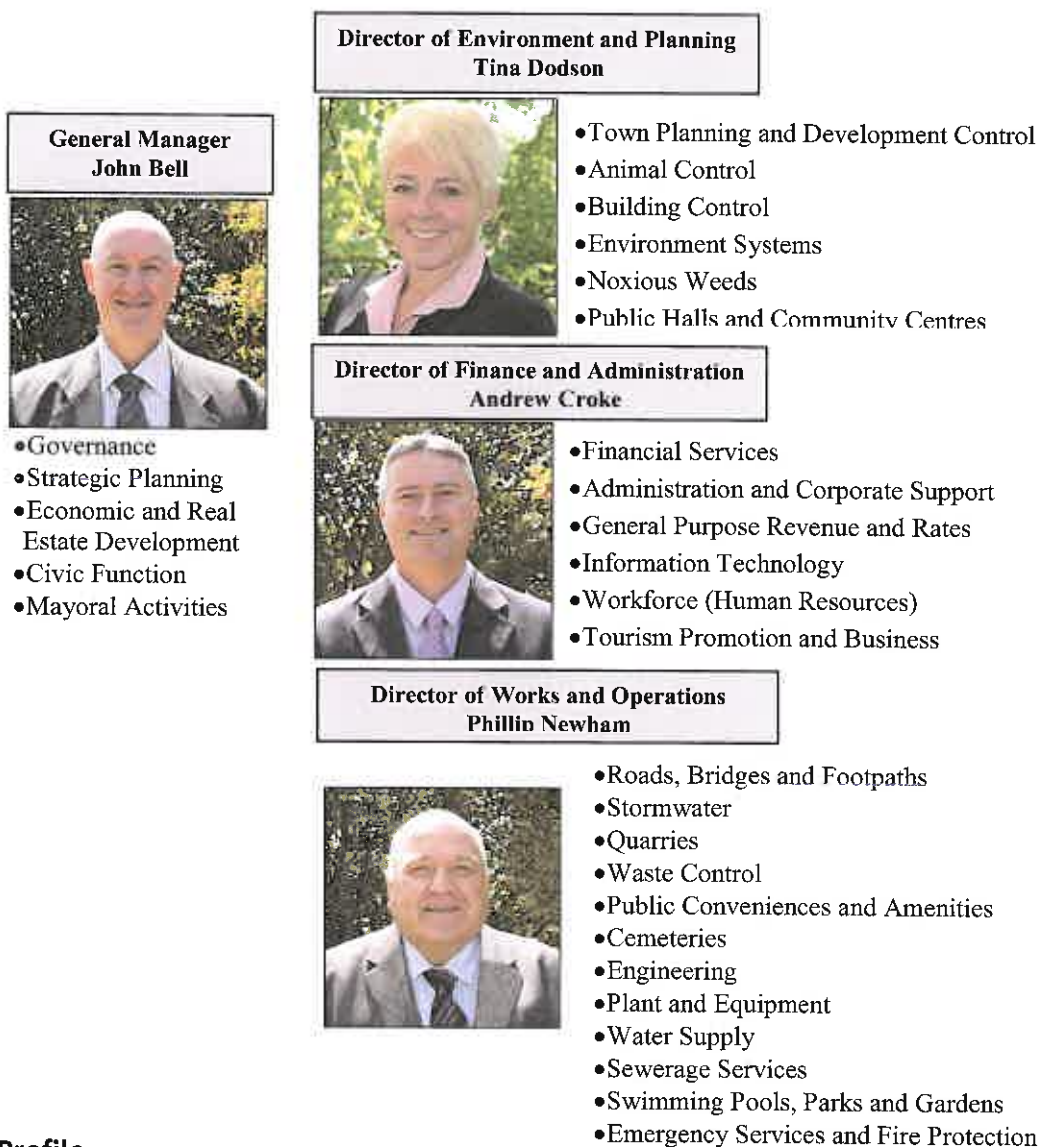 Director of Environment and Planning
Tina Dodson
•Town Planning and Development Control
•Animal Control
•Building Control
•Environment Systems
•Noxious Weeds
•Public Halls and Community Centres
General Manager
John Bell
•Governance
•Strategic Planning
•Economic and Real
Estate Development
•Civic Function
•Mayoral Activities
Director of Finance and Administration
Andrew Croke
•Financial Services
•Administration and Corporate Support
•General Purpose Revenue and Rates
•Information Technology
•Workforce (Human Resources)
•Tourism Promotion and Business
Director of Works and Operations
Phillip Newham
•Roads, Bridges and Footpaths
•Stormwater
•Quarries
•Waste Control
•Public Conveniences and Amenities
•Cemeteries
•Engineering
•Plant and Equipment
•Water Supply
•Sewerage Services
•Swimming Pools, Parks and Gardens
•Emergency Services and Fire Protection
Profile